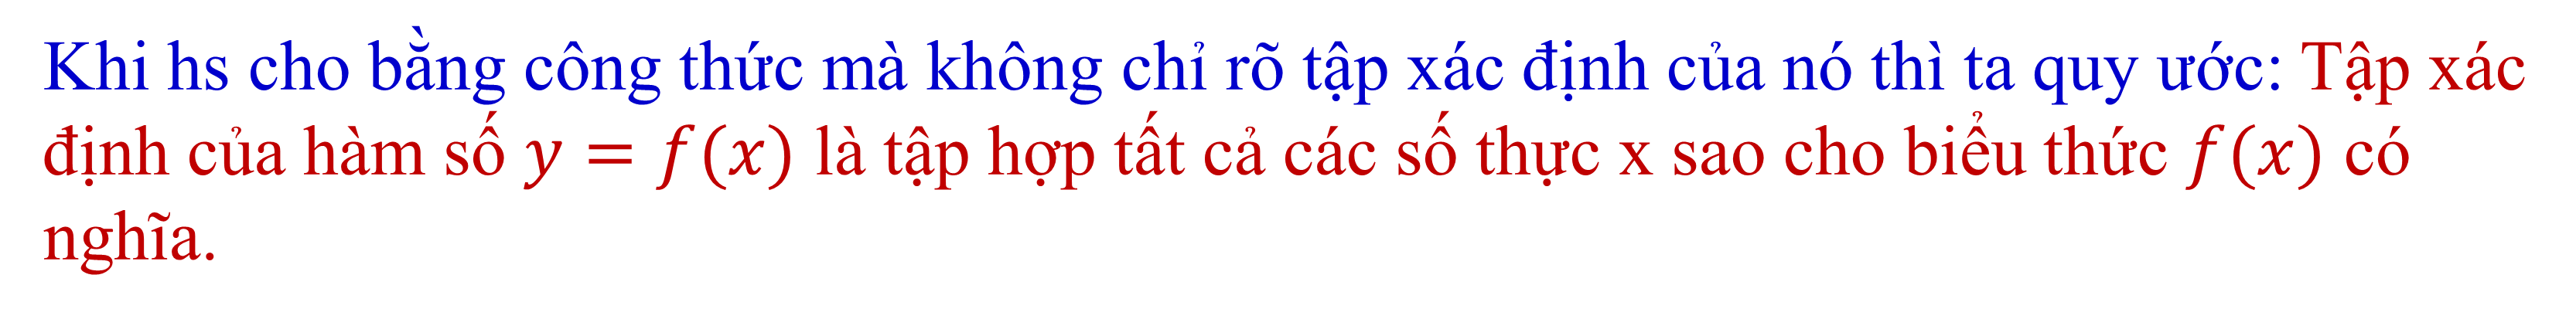 Khi hs cho bằng công thức mà không chỉ rõ tập xác định của nó thì ta quy ước: Tập xác
định của hàm số y = f(x) là tập hợp tất cả các số thực x sao cho biểu thức f(x) có
nghĩa.